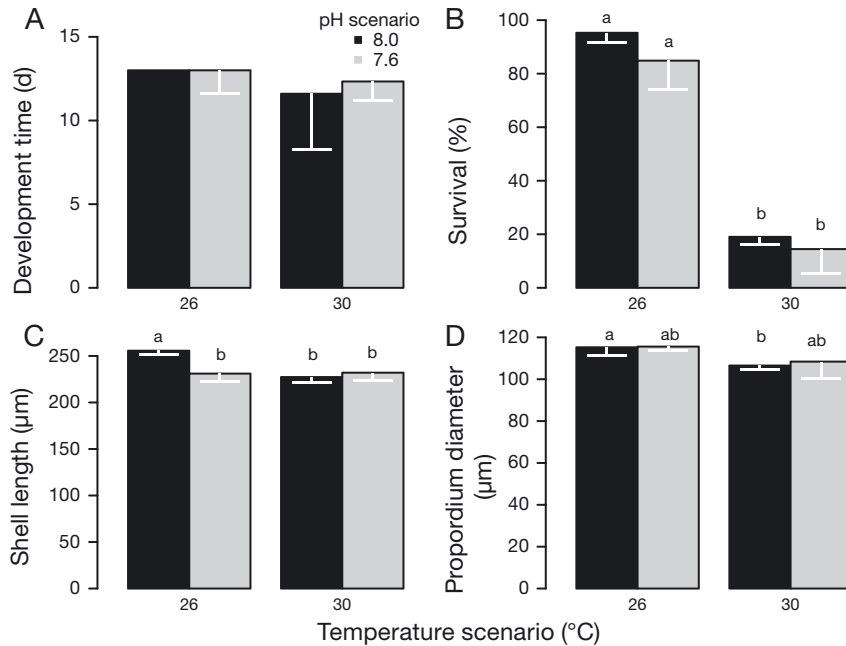 A
pH scenario
8.0
7.6
Development time (d)
15
10
5
0
26
30
B
Survival (%)
100
80
60
40
20
0
a
a
b
b
26
30
C
Shell length (µm)
250
200
150
100
50
0
a
b
b
b
26
30
D
Propordium diameter
(µm)
120
100
80
60
40
20
0
a
ab
b
ab
26
30
Temperature scenario (°C)